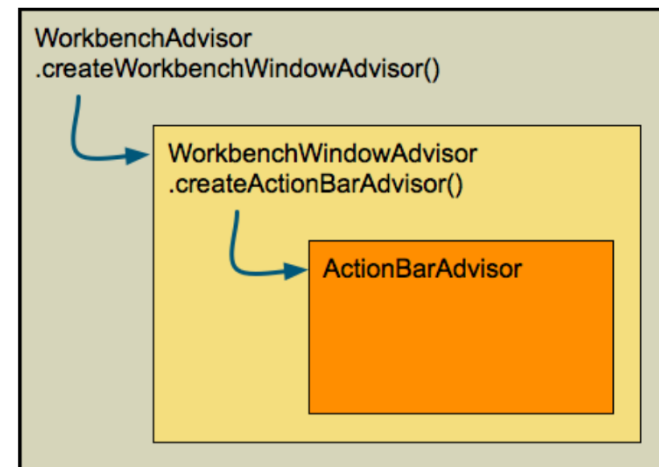 WorkbenchAdvisor
.createWorkbenchWindowAdvisor()
WorkbenchWindowAdvisor
.createActionBarAdvisor()
ActionBarAdvisor